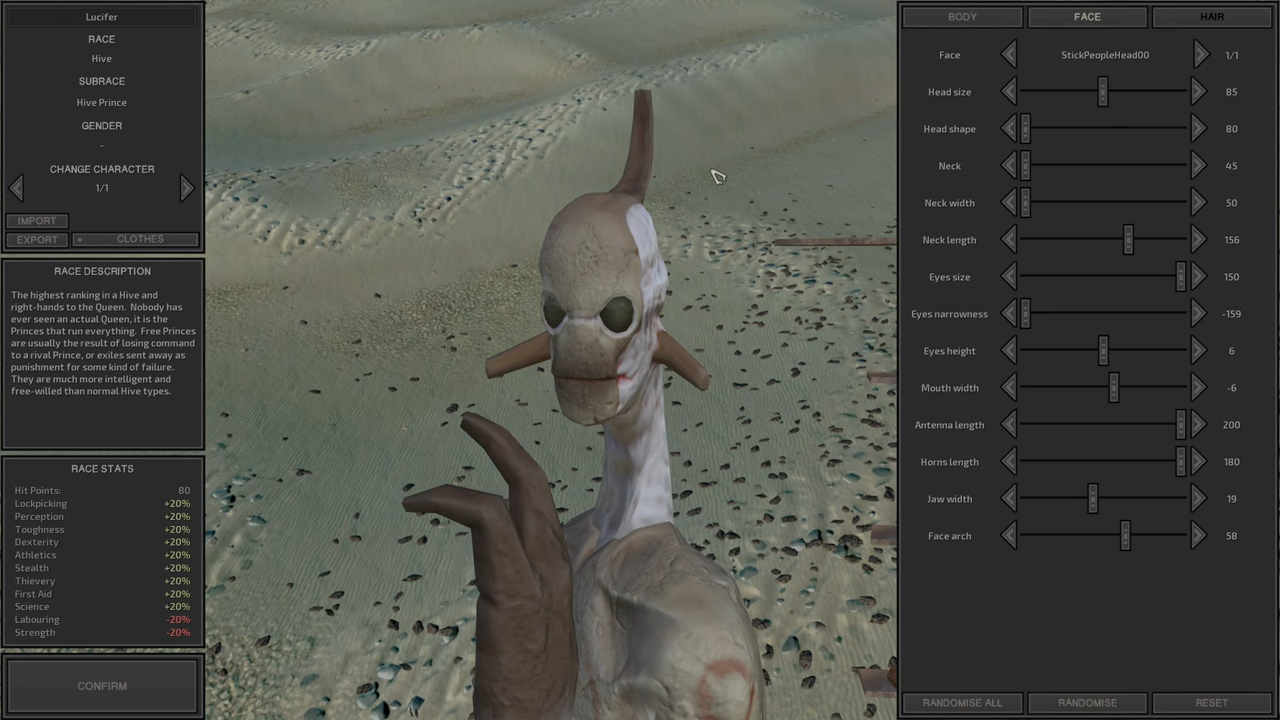 Lucifer
RACE
Hive
SUBRACE
Hive Prince
GENDER
-
CHANGE CHARACTER
1/1
IMPORT
EXPORT
CLOTHES
RACE DESCRIPTION
The highest ranking in a Hive and
right-hands to the Queen. Nobody has
ever seen an actual Queen, it is the
Princes that run everything. Free Princes
are usually the result of losing command
to a rival Prince, or exiles sent away as
punishment for some kind of failure.
They are much more intelligent and
free-willed than normal Hive types.
RACE STATS
Hit Points: 80
Lockpicking +20%
Perception +20%
Toughness +20%
Dexterity +20%
Athletics +20%
Stealth +20%
Thievery +20%
First Aid +20%
Science +20%
Labouring -20%
Strength -20%
CONFIRM
BODY FACE HAIR
Face StickPeopleHead00 1/1
Head size 85
Head shape 80
Neck 45
Neck width 50
Neck length 156
Eyes size 150
Eyes narrowness -159
Eyes height 6
Mouth width -6
Antenna length 200
Horns length 180
Jaw width 19
Face arch 58
RANDOMISE ALL RANDOMISE RESET